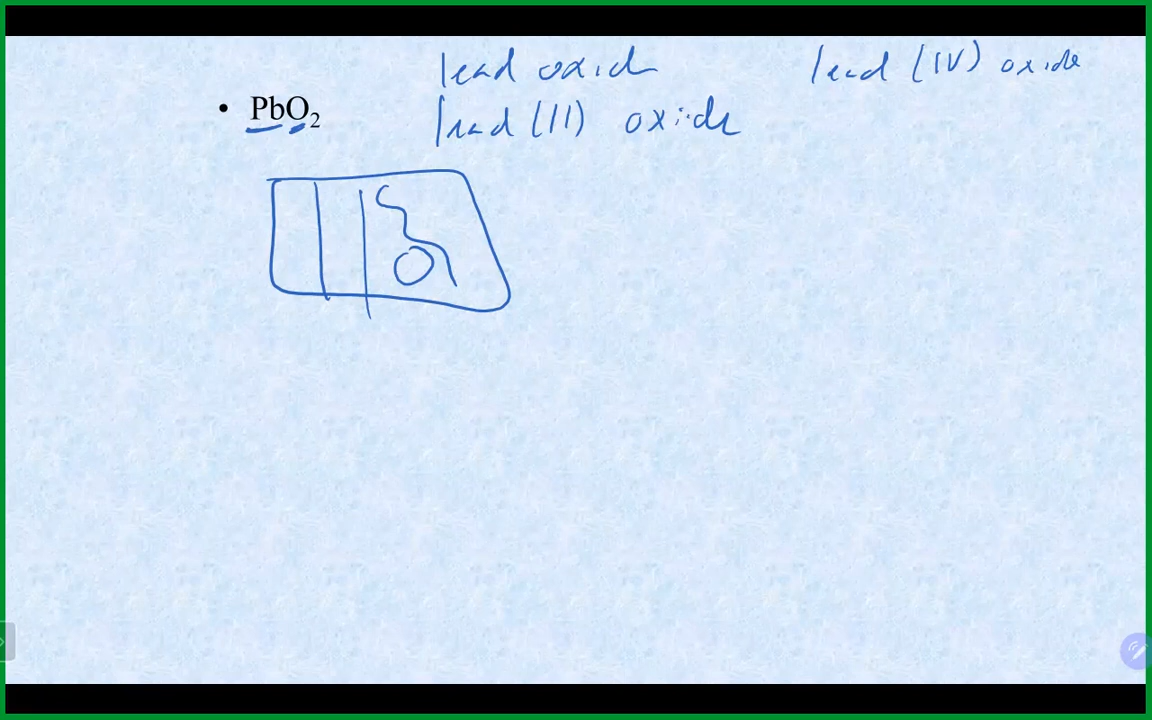 lead oxide lead (IV) oxide
• PbO₂ lead (II) oxide